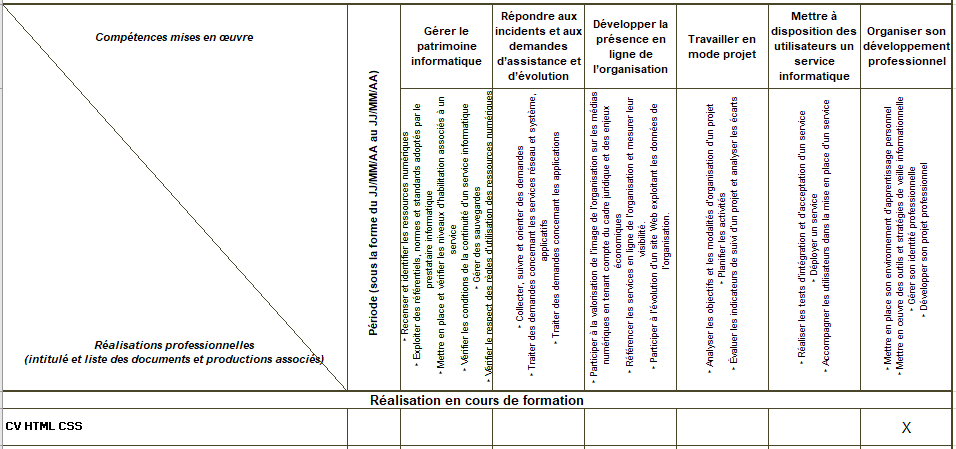 Compétences mises en œuvre
Réalisations professionnelles
(intitulé et liste des documents et productions associés)
Période (sous la forme du JJ/MM/AA au JJ/MM/AA)
Gérer le
patrimoine
informatique
Répondre aux
incidents et aux
demandes
d'assistance et
d'évolution
Développer la
présence en
ligne de
l'organisation
Travailler en
mode projet
Mettre à
disposition des
utilisateurs un
service
informatique
Organiser son
développement
professionnel
‣ Recenser et identifier les ressources numériques
‣ Exploiter des référentiels, normes et standards adoptés par le
prestataire informatique
‣ Mettre en place et vérifier les niveaux d'habilitation associés à un
service
‣ Vérifier les conditions de la continuité d'un service informatique
‣ Gérer des sauvegardes
‣ Vérifier le respect des règles d'utilisation des ressources numériques
‣ Collecter, suivre et orienter des demandes
‣ Traiter des demandes concernant les services réseau et système,
applicatifs
‣ Traiter des demandes concernant les applications
‣ Participer à la valorisation de l'image de l'organisation sur les médias
numériques en tenant compte du cadre juridique et des enjeux
économiques
‣ Référencer les services en ligne de l'organisation et mesurer leur
visibilité.
‣ Participer à l'évolution d'un site Web exploitant les données de
l'organisation.
‣ Analyser les objectifs et les modalités d'organisation d'un projet
‣ Planifier les activités
‣ Évaluer les indicateurs de suivi d'un projet et analyser les écarts
‣ Réaliser les tests d'intégration et d'acceptation d'un service
‣ Déployer un service
‣ Accompagner les utilisateurs dans la mise en place d'un service
‣ Mettre en place son environnement d'apprentissage personnel
‣ Mettre en œuvre des outils et stratégies de veille informationnelle
‣ Gérer son identité professionnelle
‣ Développer son projet professionnel
Réalisation en cours de formation
CV HTML CSS
X